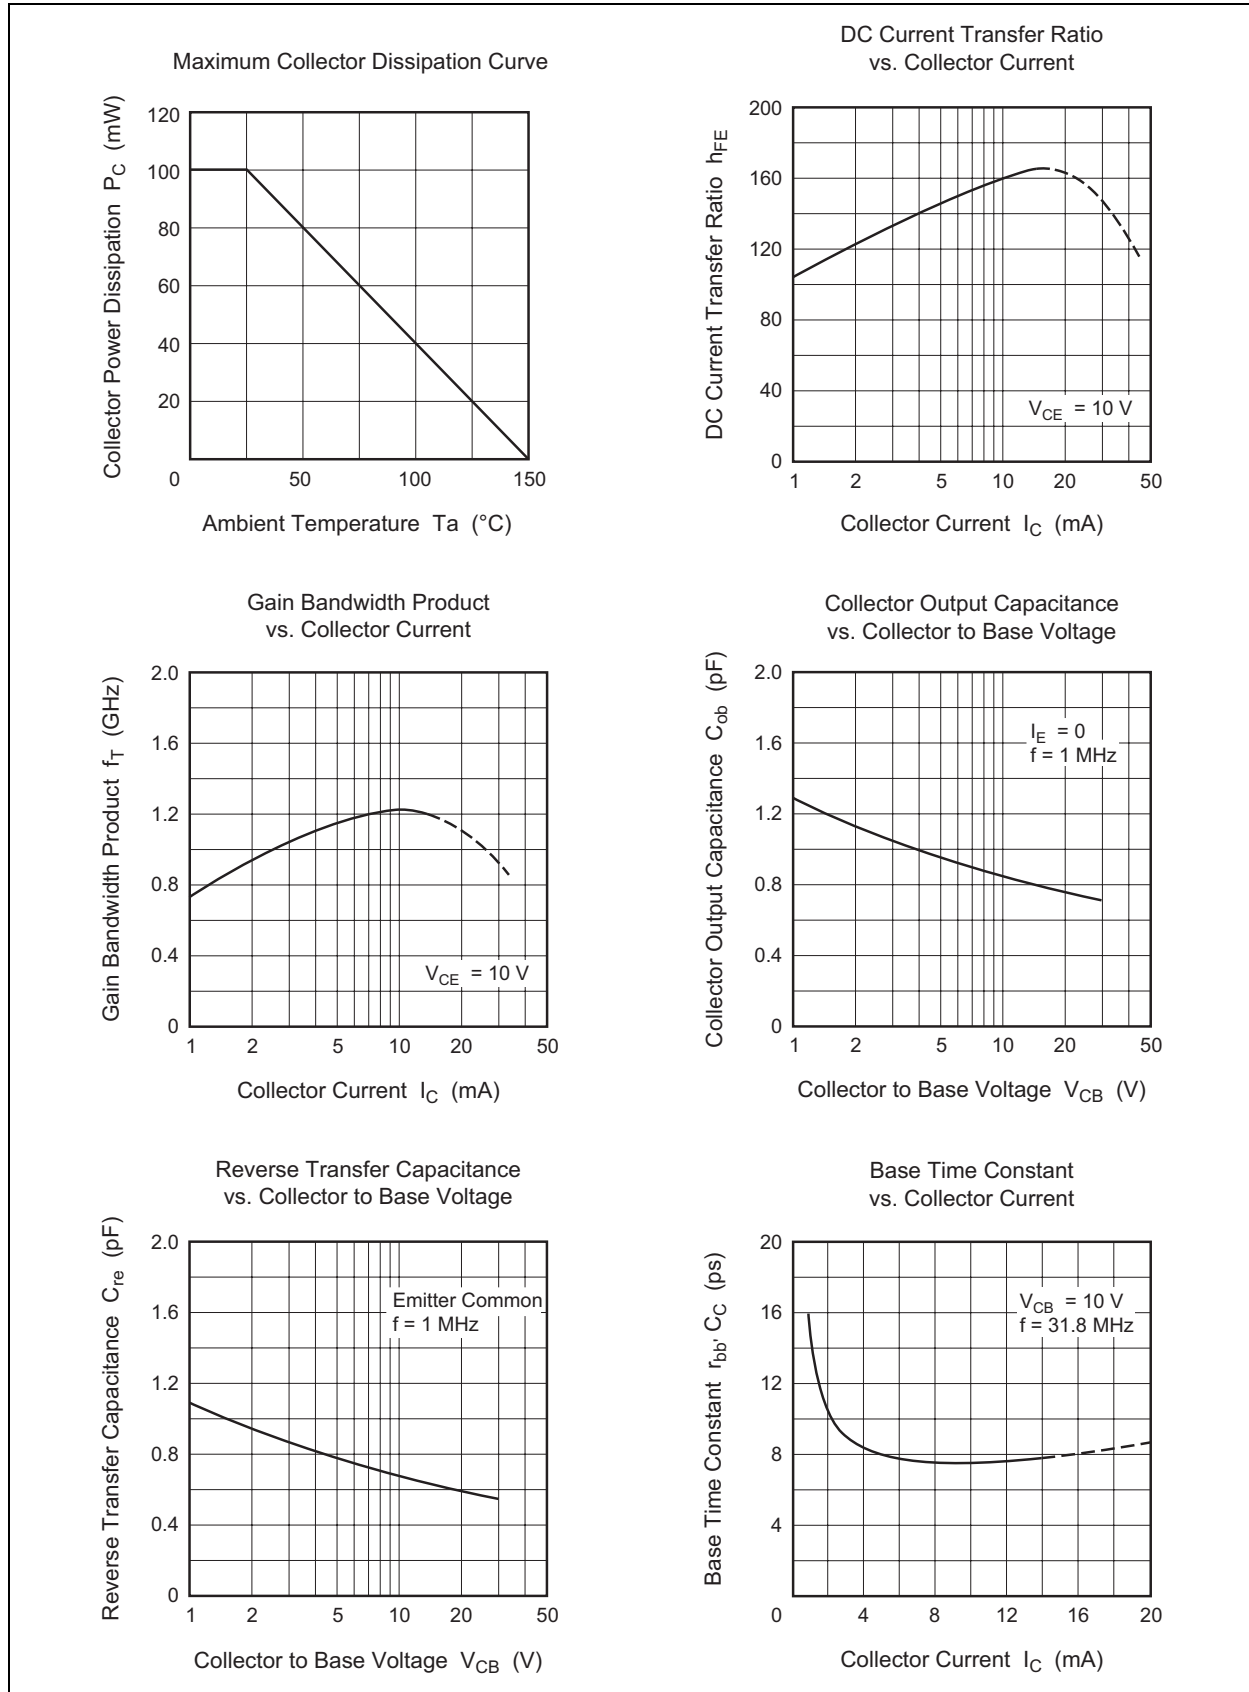 Maximum Collector Dissipation Curve
Collector Power Dissipation P_C (mW)
120
100
80
60
40
20
0
50
100
150
Ambient Temperature Ta (°C)
DC Current Transfer Ratio
vs. Collector Current
DC Current Transfer Ratio h_FE
200
160
120
80
40
0
V_CE = 10 V
1
2
5
10
20
50
Collector Current I_C (mA)
Gain Bandwidth Product
vs. Collector Current
Gain Bandwidth Product f_T (GHz)
2.0
1.6
1.2
0.8
0.4
0
V_CE = 10 V
1
2
5
10
20
50
Collector Current I_C (mA)
Collector Output Capacitance
vs. Collector to Base Voltage
Collector Output Capacitance C_ob (pF)
2.0
1.6
1.2
0.8
0.4
0
I_E = 0
f = 1 MHz
1
2
5
10
20
50
Collector to Base Voltage V_CB (V)
Reverse Transfer Capacitance
vs. Collector to Base Voltage
Reverse Transfer Capacitance C_re (pF)
2.0
1.6
1.2
0.8
0.4
0
Emitter Common
f = 1 MHz
1
2
5
10
20
50
Collector to Base Voltage V_CB (V)
Base Time Constant
vs. Collector Current
Base Time Constant r_bb' C_C (ps)
20
16
12
8
4
0
V_CB = 10 V
f = 31.8 MHz
4
8
12
16
20
Collector Current I_C (mA)